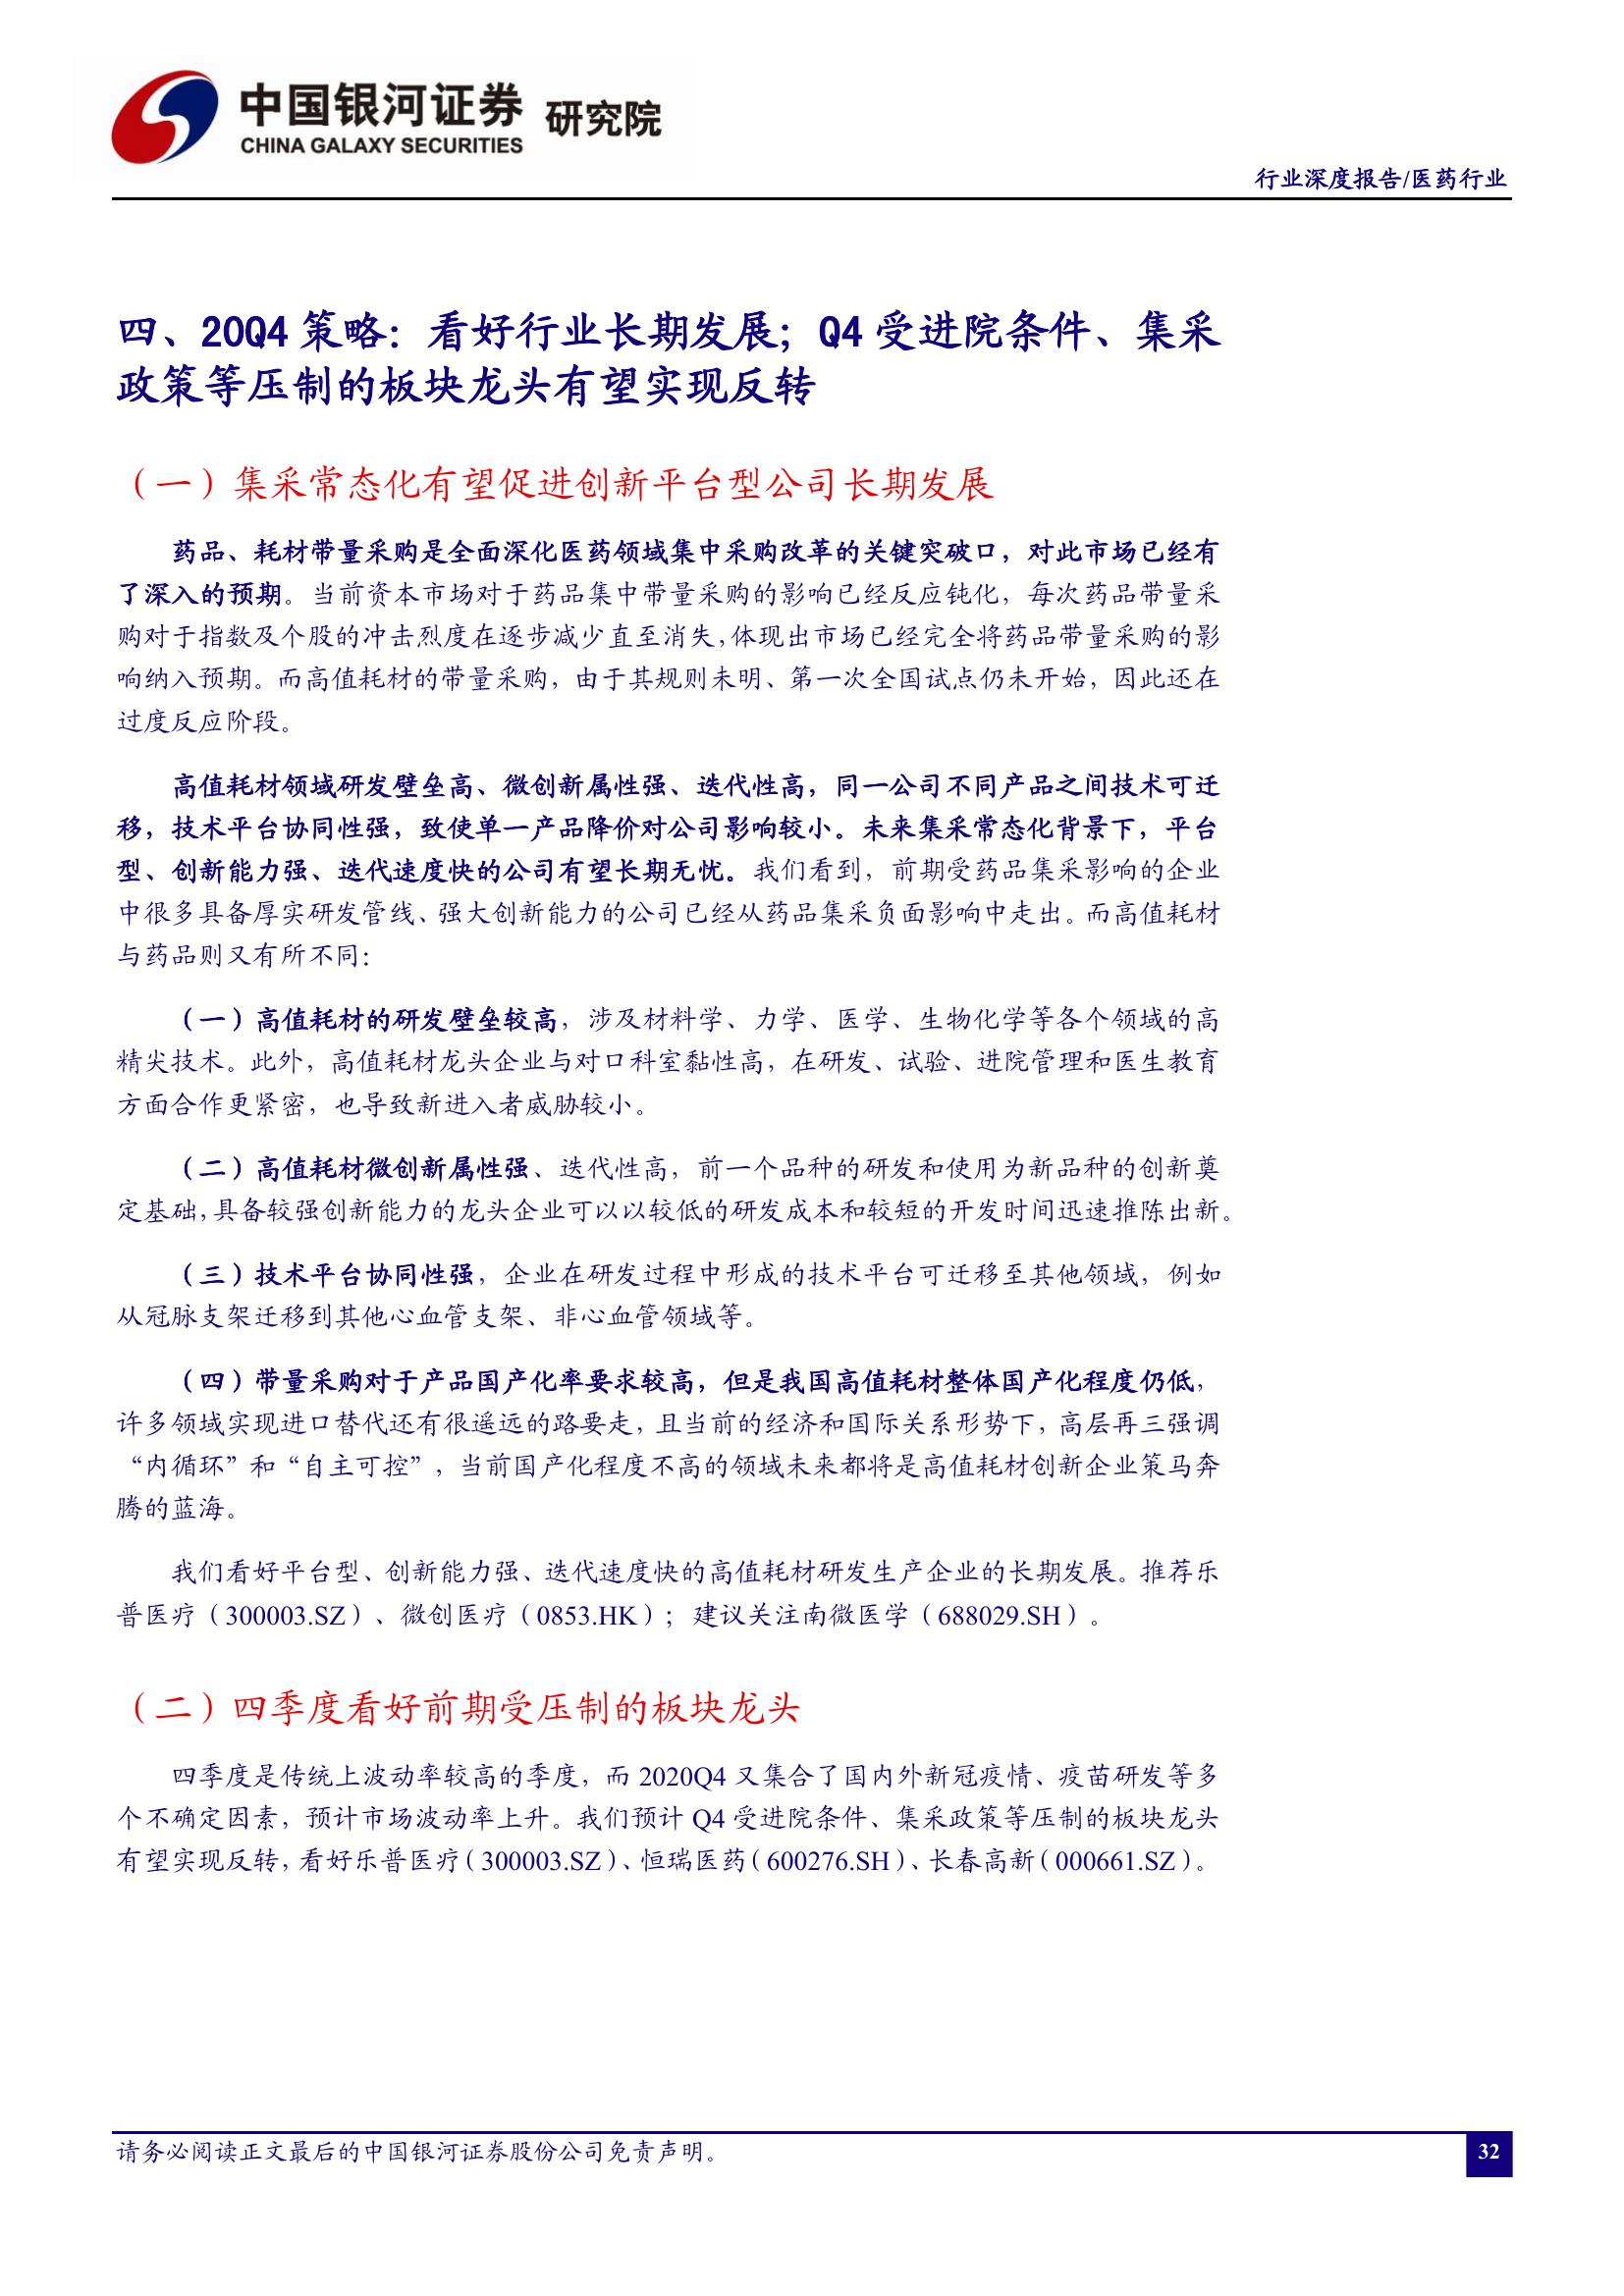 中国银河证券 研究院
CHINA GALAXY SECURITIES
行业深度报告/医药行业
四、20Q4 策略：看好行业长期发展；Q4 受进院条件、集采
政策等压制的板块龙头有望实现反转
（一）集采常态化有望促进创新平台型公司长期发展
药品、耗材带量采购是全面深化医药领域集中采购改革的关键突破口，对此市场已经有
了深入的预期。当前资本市场对于药品集中带量采购的影响已经反应钝化，每次药品带量采
购对于指数及个股的冲击烈度在逐步减少直至消失，体现出市场已经完全将药品带量采购的影
响纳入预期。而高值耗材的带量采购，由于其规则未明、第一次全国试点仍未开始，因此还在
过度反应阶段。
高值耗材领域研发壁垒高、微创新属性强、迭代性高，同一公司不同产品之间技术可迁
移，技术平台协同性强，致使单一产品降价对公司影响较小。未来集采常态化背景下，平台
型、创新能力强、迭代速度快的公司有望长期无忧。我们看到，前期受药品集采影响的企业
中很多具备厚实研发管线、强大创新能力的公司已经从药品集采负面影响中走出。而高值耗材
与药品则又有所不同：
（一）高值耗材的研发壁垒较高，涉及材料学、力学、医学、生物化学等各个领域的高
精尖技术。此外，高值耗材龙头企业与对口科室黏性高，在研发、试验、进院管理和医生教育
方面合作更紧密，也导致新进入者威胁较小。
（二）高值耗材微创新属性强、迭代性高，前一个品种的研发和使用为新品种的创新奠
定基础，具备较强创新能力的龙头企业可以以较低的研发成本和较短的开发时间迅速推陈出新。
（三）技术平台协同性强，企业在研发过程中形成的技术平台可迁移至其他领域，例如
从冠脉支架迁移到其他心血管支架、非心血管领域等。
（四）带量采购对于产品国产化率要求较高，但是我国高值耗材整体国产化程度仍低，
许多领域实现进口替代还有很遥远的路要走，且当前的经济和国际关系形势下，高层再三强调
“内循环”和“自主可控”，当前国产化程度不高的领域未来都将是高值耗材创新企业策马奔
腾的蓝海。
我们看好平台型、创新能力强、迭代速度快的高值耗材研发生产企业的长期发展。推荐乐
普医疗（300003.SZ）、微创医疗（0853.HK）；建议关注南微医学（688029.SH）。
（二）四季度看好前期受压制的板块龙头
四季度是传统上波动率较高的季度，而 2020Q4 又集合了国内外新冠疫情、疫苗研发等多
个不确定因素，预计市场波动率上升。我们预计 Q4 受进院条件、集采政策等压制的板块龙头
有望实现反转，看好乐普医疗（300003.SZ）、恒瑞医药（600276.SH）、长春高新（000661.SZ）。
请务必阅读正文最后的中国银河证券股份公司免责声明。
32